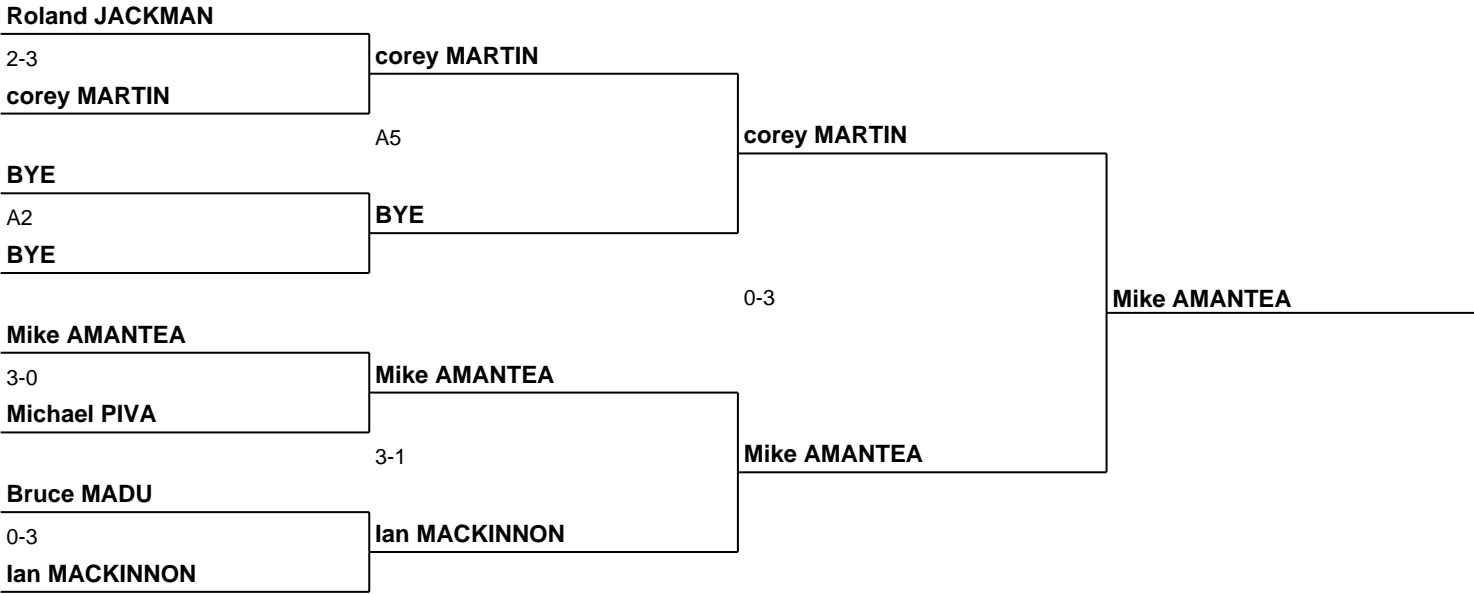 Roland JACKMAN
2-3
corey MARTIN
corey MARTIN
A5
corey MARTIN
BYE
A2
BYE
BYE
0-3
Mike AMANTEA
Mike AMANTEA
3-0
Mike AMANTEA
Michael PIVA
3-1
Mike AMANTEA
Bruce MADU
0-3
Ian MACKINNON
Ian MACKINNON